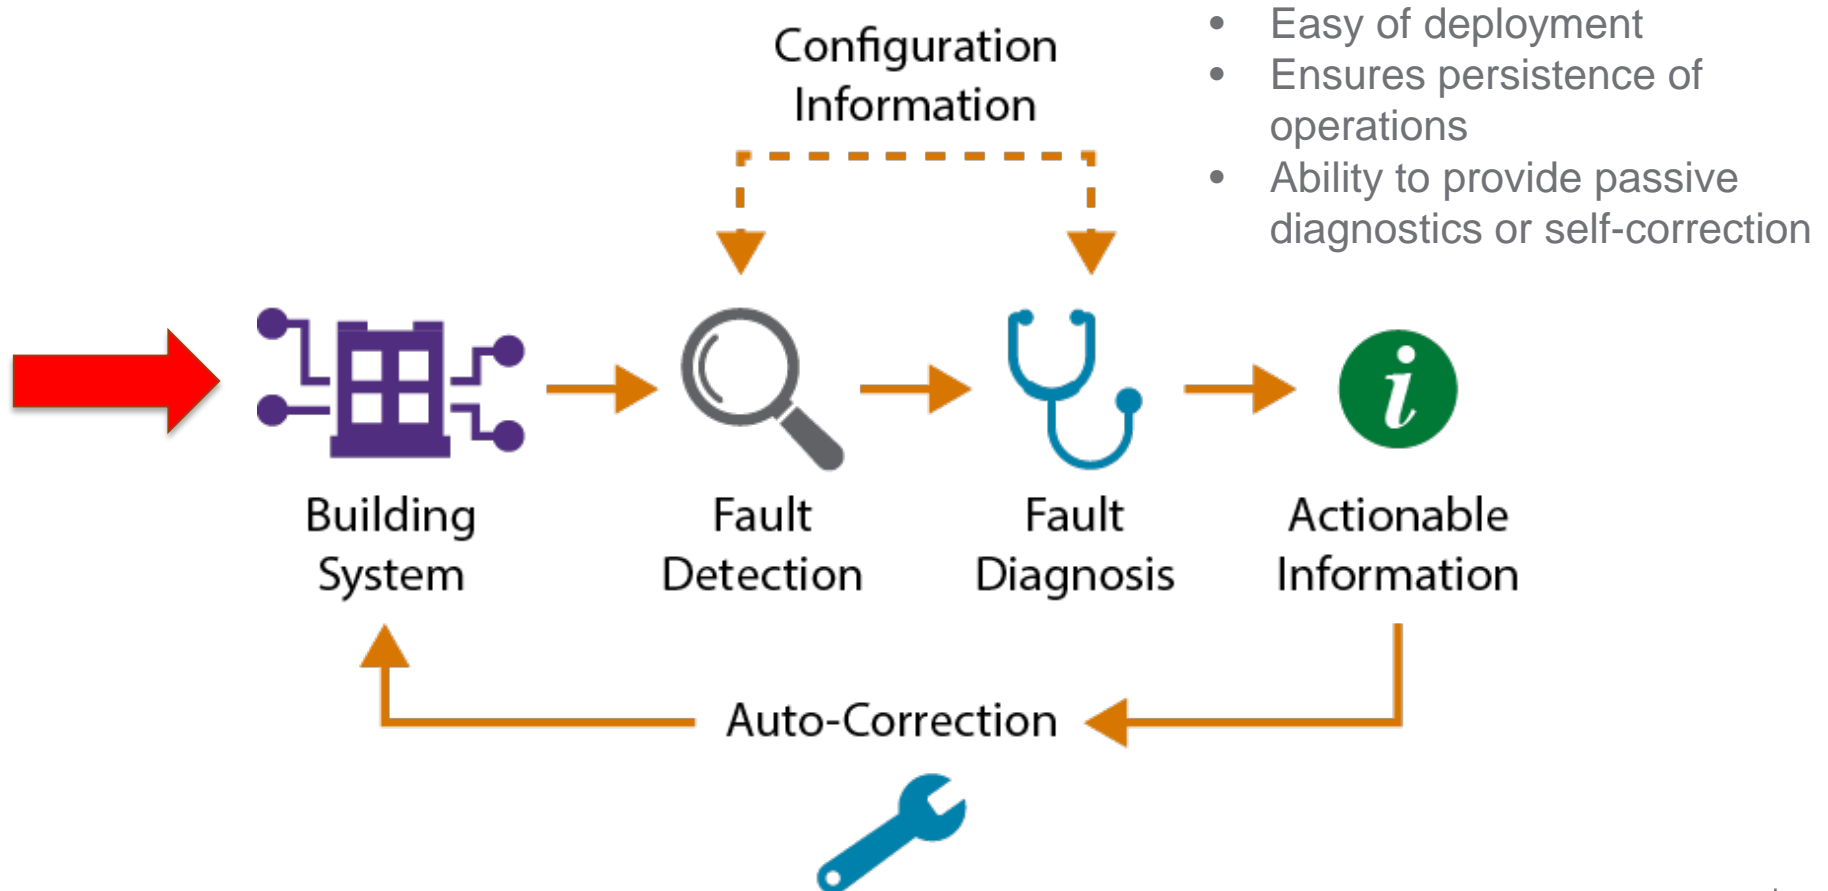 Configuration
Information
• Easy of deployment
• Ensures persistence of
operations
• Ability to provide passive
diagnostics or self-correction
i
Building
System
Fault
Detection
Fault
Diagnosis
Actionable
Information
Auto-Correction